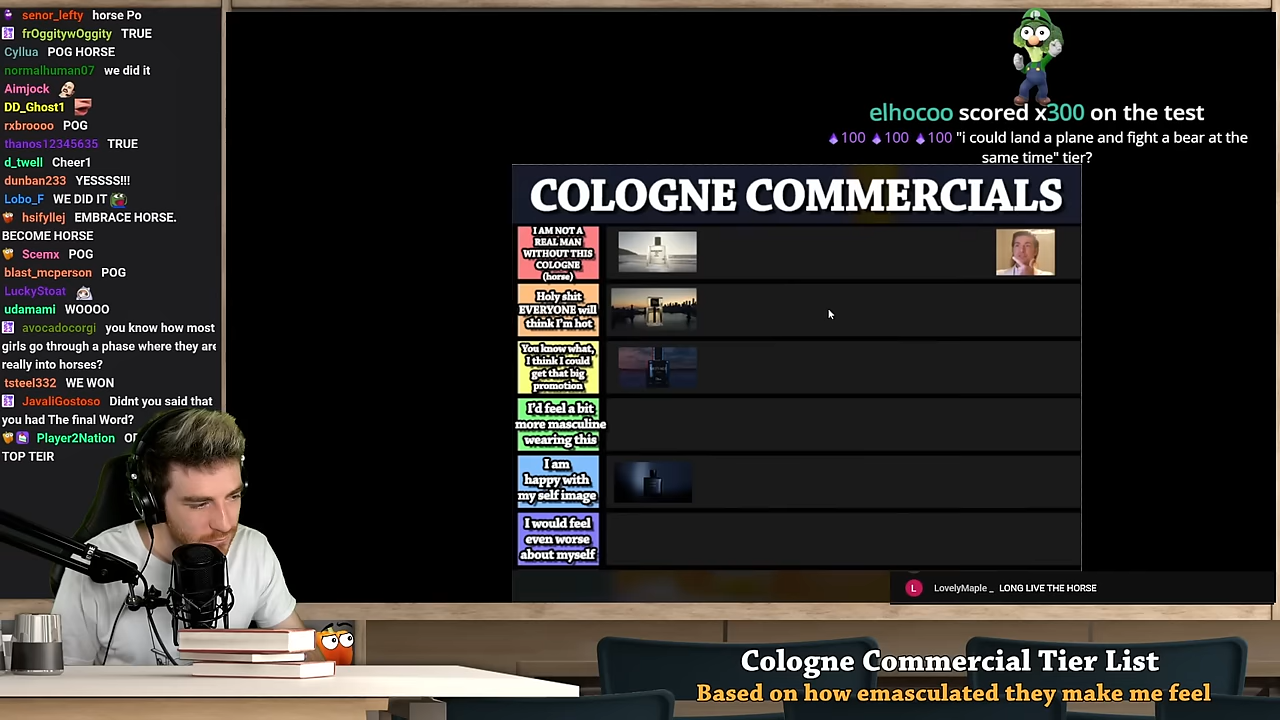 senor_lefty horse Po
frOggitywOggity TRUE
Cyllua POG HORSE
normalhuman07 we did it
Aimjock
DD_Ghost1
rxbroooo POG
thanos12345635 TRUE
d_twell Cheer1
dunban233 YESSSS!!!
Lobo_F WE DID IT
hsifyllej EMBRACE HORSE.
BECOME HORSE
Scemx POG
blast_mcperson POG
LuckyStoat
udamami WOOOO
avocadocorgi you know how most
girls go through a phase where they are
really into horses?
tsteel332 WE WON
JavaliGostoso Didnt you said that
you had The final Word?
Player2Nation
TOP TEIR
elhocoo scored x300 on the test
100 100 100 "i could land a plane and fight a bear at the
same time" tier?
COLOGNE COMMERCIALS
I AM NOT A
REAL MAN
WITHOUT THIS
COLOGNE
(horse)
Holy shit
EVERYONE will
think I'm hot
You know what,
I think I could
get that big
promotion
I'd feel a bit
more masculine
wearing this
I am
happy with
my self image
I would feel
even worse
about myself
L LovelyMaple _ LONG LIVE THE HORSE
Cologne Commercial Tier List
Based on how emasculated they make me feel